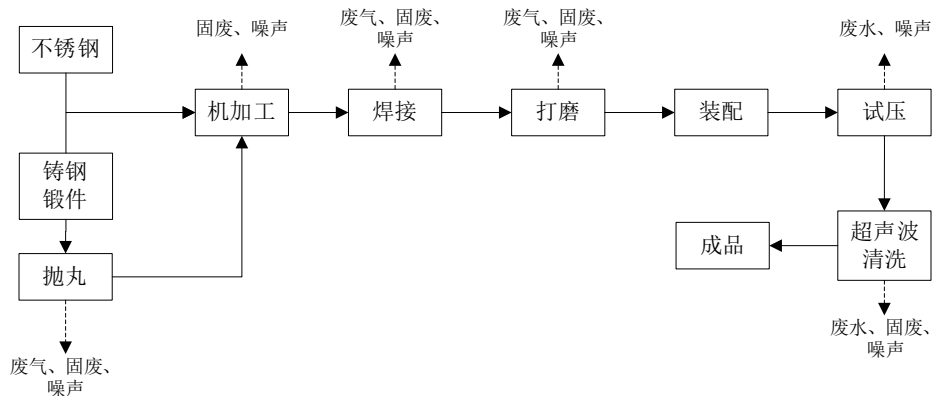 不锈钢
固废、噪声
废气、固废、
噪声
废气、固废、
噪声
废水、噪声
机加工
焊接
打磨
装配
试压
铸钢
锻件
抛丸
成品
超声波
清洗
废气、固废、
噪声
废水、固废、
噪声